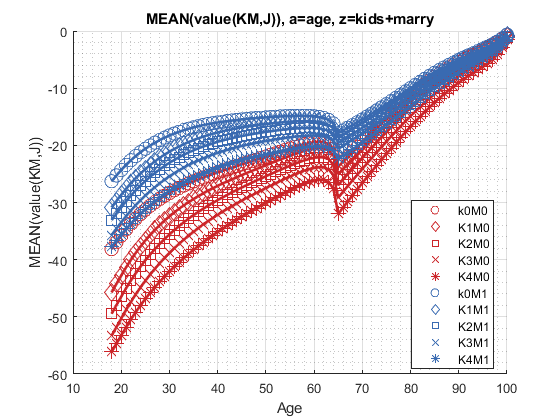 MEAN(value(KM,J)), a=age, z=kids+marry
0
-10
-20
-30
-40
-50
-60
MEAN(value(KM,J))
10 20 30 40 50 60 70 80 90 100
Age
k0M0
K1M0
K2M0
K3M0
K4M0
k0M1
K1M1
K2M1
K3M1
K4M1